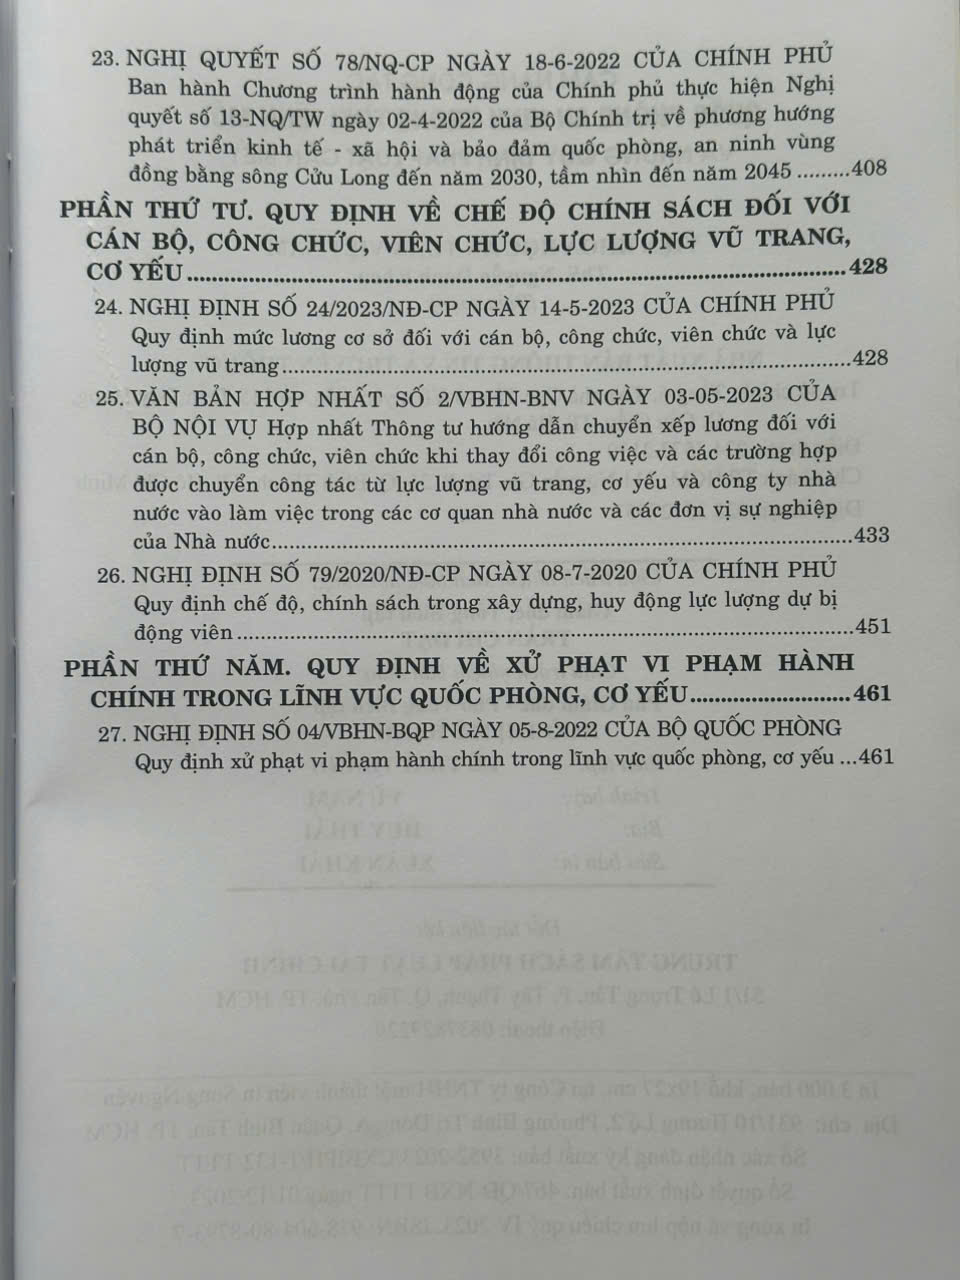 23. NGHỊ QUYẾT SỐ 78/NQ-CP NGÀY 18-6-2022 CỦA CHÍNH PHỦ
Ban hành Chương trình hành động của Chính phủ thực hiện Nghị
quyết số 13-NQ/TW ngày 02-4-2022 của Bộ Chính trị về phương hướng
phát triển kinh tế - xã hội và bảo đảm quốc phòng, an ninh vùng
đồng bằng sông Cửu Long đến năm 2030, tầm nhìn đến năm 2045.........408
PHẦN THỨ TƯ. QUY ĐỊNH VỀ CHẾ ĐỘ CHÍNH SÁCH ĐỐI VỚI
CÁN BỘ, CÔNG CHỨC, VIÊN CHỨC, LỰC LƯỢNG VŨ TRANG,
CƠ YẾU..........................................................................................428
24. NGHỊ ĐỊNH SỐ 24/2023/NĐ-CP NGÀY 14-5-2023 CỦA CHÍNH PHỦ
Quy định mức lương cơ sở đối với cán bộ, công chức, viên chức và lực
lượng vũ trang..................................................................................428
25. VĂN BẢN HỢP NHẤT SỐ 2/VBHN-BNV NGÀY 03-05-2023 CỦA
BỘ NỘI VỤ Hợp nhất Thông tư hướng dẫn chuyển xếp lương đối với
cán bộ, công chức, viên chức khi thay đổi công việc và các trường hợp
được chuyển công tác từ lực lượng vũ trang, cơ yếu và công ty nhà
nước vào làm việc trong các cơ quan nhà nước và các đơn vị sự nghiệp
của Nhà nước....................................................................................433
26. NGHỊ ĐỊNH SỐ 79/2020/NĐ-CP NGÀY 08-7-2020 CỦA CHÍNH PHỦ
Quy định chế độ, chính sách trong xây dựng, huy động lực lượng dự bị
động viên.........................................................................................451
PHẦN THỨ NĂM. QUY ĐỊNH VỀ XỬ PHẠT VI PHẠM HÀNH
CHÍNH TRONG LĨNH VỰC QUỐC PHÒNG, CƠ YẾU.......................461
27. NGHỊ ĐỊNH SỐ 04/VBHN-BQP NGÀY 05-8-2022 CỦA BỘ QUỐC PHÒNG
Quy định xử phạt vi phạm hành chính trong lĩnh vực quốc phòng, cơ yếu ...461